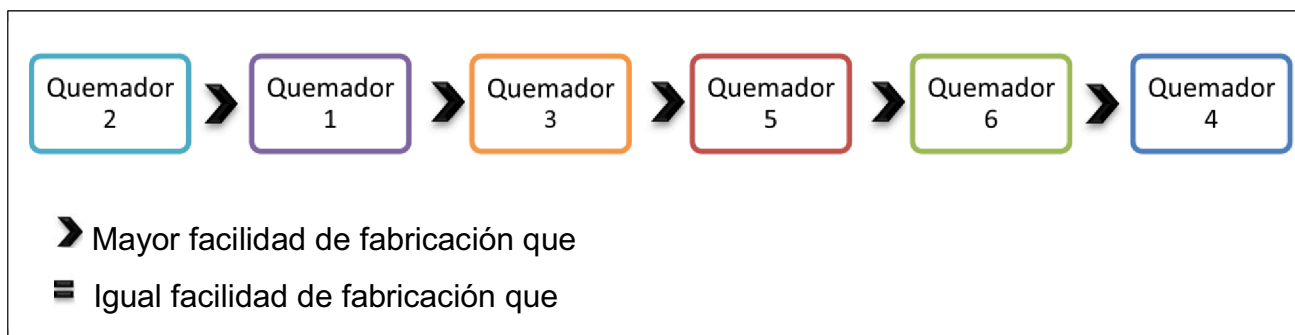 Quemador
2
Quemador
1
Quemador
3
Quemador
5
Quemador
6
Quemador
4
Mayor facilidad de fabricación que
Igual facilidad de fabricación que